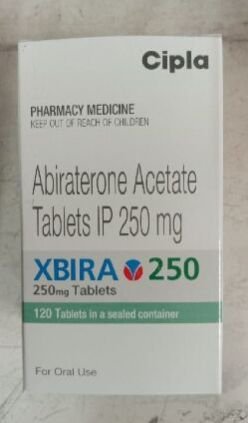 Cipla
PHARMACY MEDICINE
KEEP OUT OF REACH OF CHILDREN
Abiraterone Acetate
Tablets IP 250 mg
XBIRA 250
250mg Tablets
120 Tablets in a sealed container
For Oral Use